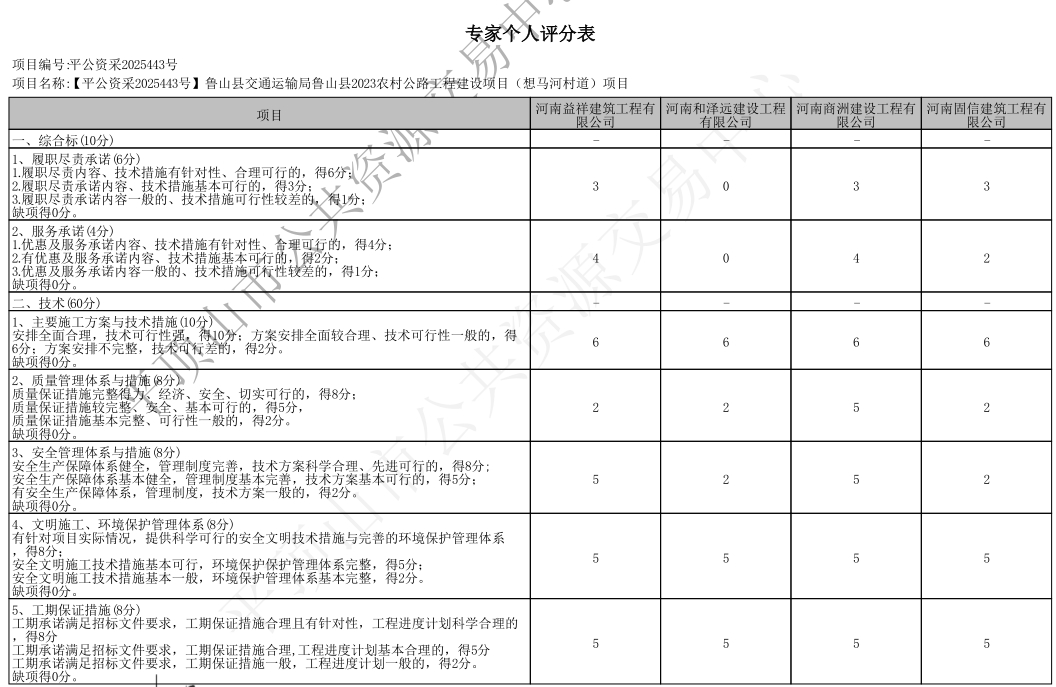 专家个人评分表
项目编号:平公资采2025443号
项目名称:【平公资采2025443号】鲁山县交通运输局鲁山县2023农村公路工程建设项目（想马河村道）项目
项目
河南益祥建筑工程有限公司
河南和泽远建设工程有限公司
河南商洲建设工程有限公司
河南固信建筑工程有限公司
一、综合标(10分)
—
—
—
—
1、履职尽责承诺(6分)
1.履职尽责内容、技术措施有针对性、合理可行的，得6分；
2.履职尽责承诺内容、技术措施基本可行的，得3分；
3.履职尽责承诺内容一般的、技术措施可行性较差的，得1分；
缺项得0分。
3
0
3
3
2、服务承诺(4分)
1.优惠及服务承诺内容、技术措施有针对性、合理可行的，得4分；
2.有优惠及服务承诺内容、技术措施基本可行的，得2分；
3.优惠及服务承诺内容一般的、技术措施可行性较差的，得1分；
缺项得0分。
4
0
4
2
二、技术(60分)
—
—
—
—
1、主要施工方案与技术措施(10分)
安排全面合理，技术可行性强，得10分；方案安排全面较合理、技术可行性一般的，得
6分；方案安排不完整，技术可行差的，得2分。
缺项得0分。
6
6
6
6
2、质量管理体系与措施(8分)
质量保证措施完整得力、经济、安全、切实可行的，得8分；
质量保证措施较完整、安全、基本可行的，得5分，
质量保证措施基本完整、可行性一般的，得2分。
缺项得0分。
2
2
5
2
3、安全管理体系与措施(8分)
安全生产保障体系健全，管理制度完善，技术方案科学合理、先进可行的，得8分；
安全生产保障体系基本健全，管理制度基本完善，技术方案基本可行的，得5分；
有安全生产保障体系，管理制度，技术方案一般的，得2分。
缺项得0分。
5
2
5
2
4、文明施工、环境保护管理体系(8分)
有针对项目实际情况，提供科学可行的安全文明技术措施与完善的环境保护管理体系
，得8分；
安全文明施工技术措施基本可行，环境保护保护管理体系完整，得5分；
安全文明施工技术措施基本一般，环境保护管理体系基本完整，得2分。
缺项得0分。
5
5
5
5
5、工期保证措施(8分)
工期承诺满足招标文件要求，工期保证措施合理且有针对性，工程进度计划科学合理的
，得8分
工期承诺满足招标文件要求，工期保证措施合理,工程进度计划基本合理的，得5分
工期承诺满足招标文件要求，工期保证措施一般，工程进度计划一般的，得2分。
缺项得0分。
5
5
5
5
平顶山市公共资源交易中
平顶山市公共资源交易中心